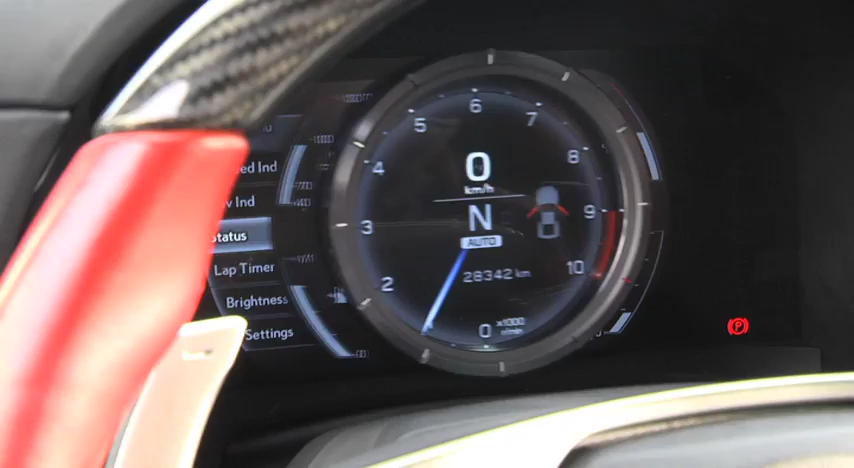 ed Ind
v Ind
tatus
Lap Timer
Brightness
Settings
6
5
7
4
8
3
9
2
10
0
km/h
N
AUTO
28342 km
0
x1000
r/min
P